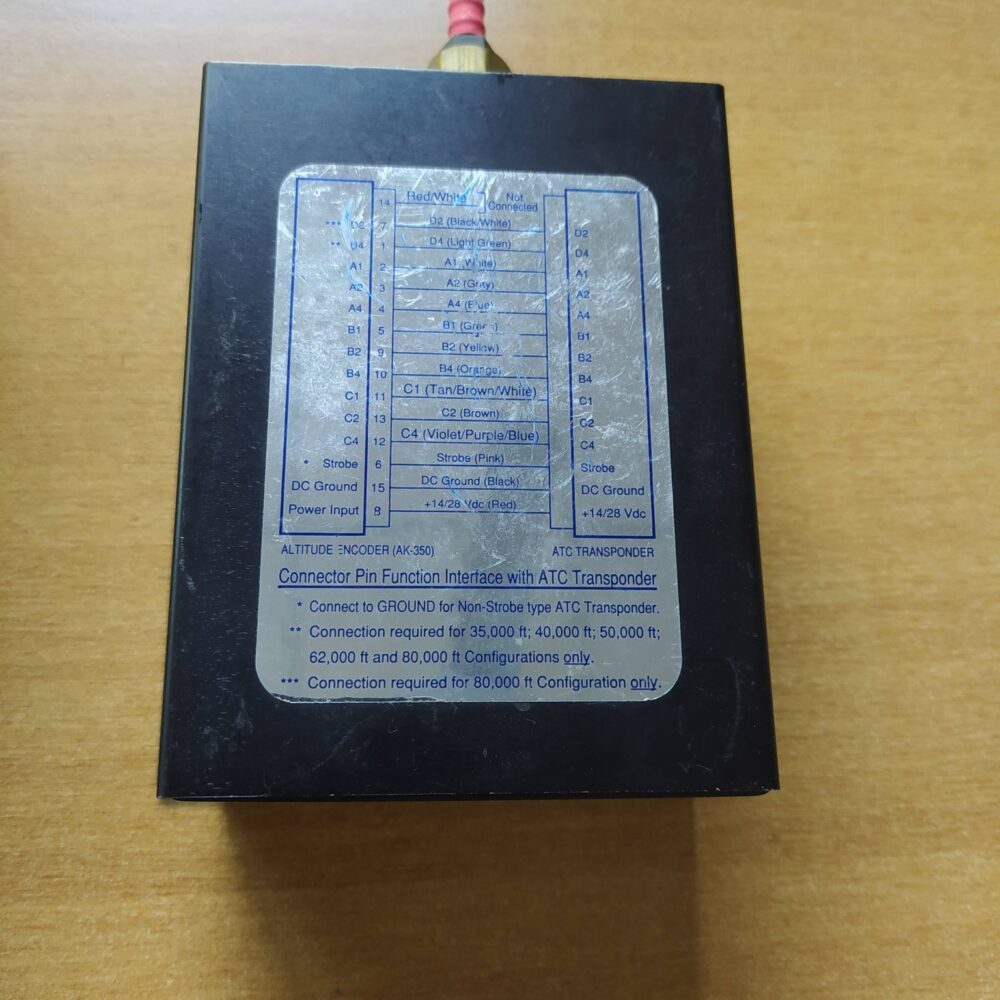 14 Red/White Not Connected
*** D2 7 D2 (Black/White) D2
** D4 1 D4 (Light Green) D4
A1 2 A1 (White) A1
A2 3 A2 (Gray) A2
A4 4 A4 (Blue) A4
B1 5 B1 (Green) B1
B2 9 B2 (Yellow) B2
B4 10 B4 (Orange) B4
C1 11 C1 (Tan/Brown/White) C1
C2 13 C2 (Brown) C2
C4 12 C4 (Violet/Purple/Blue) C4
* Strobe 6 Strobe (Pink) Strobe
DC Ground 15 DC Ground (Black) DC Ground
Power Input 8 +14/28 Vdc (Red) +14/28 Vdc
ALTITUDE ENCODER (AK-350) ATC TRANSPONDER
Connector Pin Function Interface with ATC Transponder
* Connect to GROUND for Non-Strobe type ATC Transponder.
** Connection required for 35,000 ft; 40,000 ft; 50,000 ft;
62,000 ft and 80,000 ft Configurations only.
*** Connection required for 80,000 ft Configuration only.